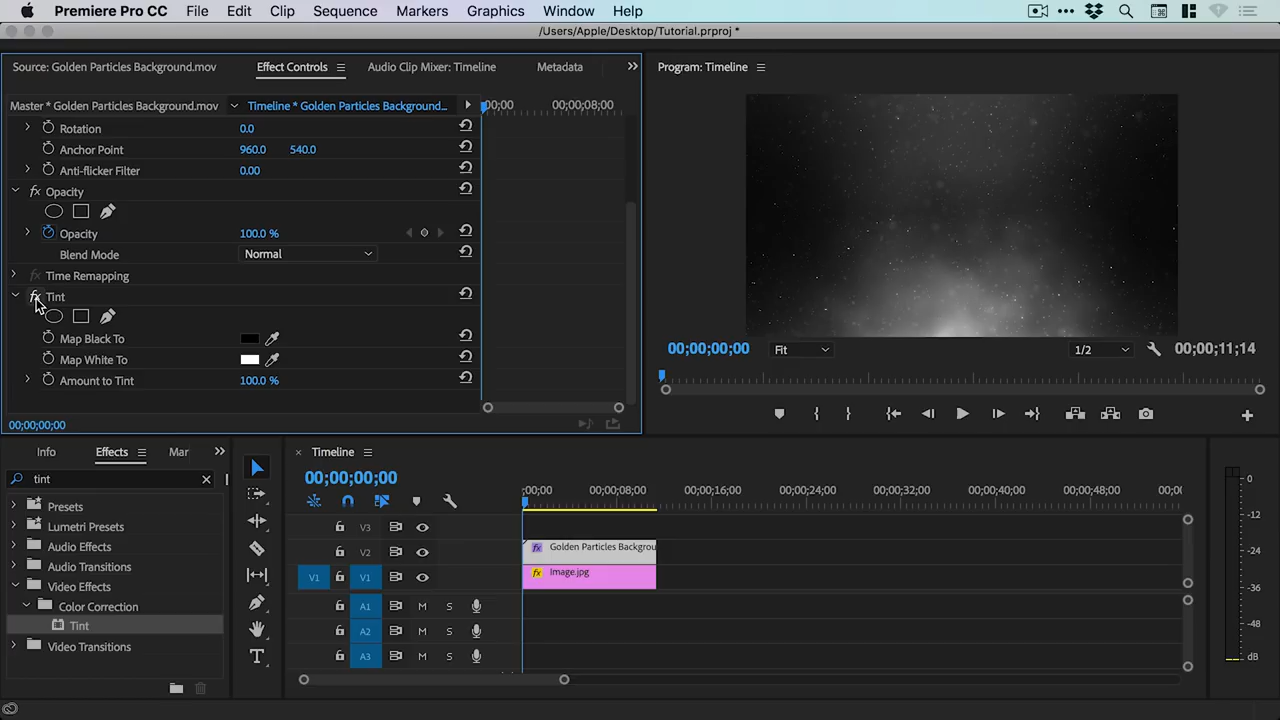 Premiere Pro CC File Edit Clip Sequence Markers Graphics Window Help
/Users/Apple/Desktop/Tutorial.prproj *
Source: Golden Particles Background.mov Effect Controls Audio Clip Mixer: Timeline Metadata
Program: Timeline
Master * Golden Particles Background.mov Timeline * Golden Particles Background...
;00;00 00;00;08;00
Rotation 0.0
Anchor Point 960.0 540.0
Anti-flicker Filter 0.00
fx Opacity
Opacity 100.0 %
Blend Mode Normal
fx Time Remapping
fx Tint
Map Black To
Map White To
Amount to Tint 100.0 %
00;00;00;00
00;00;00;00 Fit 1/2 00;00;11;14
Info Effects Mar
tint
Presets
Lumetri Presets
Audio Effects
Audio Transitions
Video Effects
Color Correction
Tint
Video Transitions
Timeline
00;00;00;00
;00;00 00;00;08;00 00;00;16;00 00;00;24;00 00;00;32;00 00;00;40;00 00;00;48;00 00;0
V3
V2 fx Golden Particles Backgrou
V1 V1 fx Image.jpg
A1 M S
A2 M S
A3 M S
0
-12
-24
-36
-48
dB